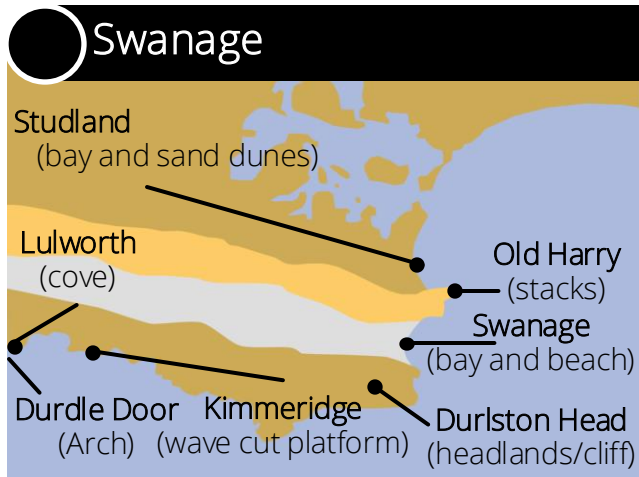 Swanage
Studland
(bay and sand dunes)
Lulworth
(cove)
Old Harry
(stacks)
Swanage
(bay and beach)
Durdle Door
(Arch)
Kimmeridge
(wave cut platform)
Durlston Head
(headlands/cliff)